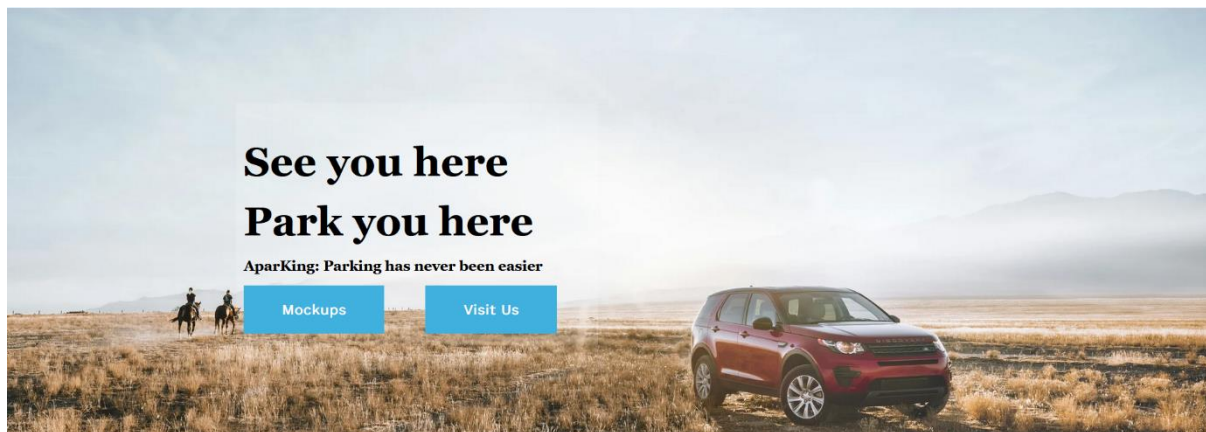 See you here
Park you here
AparKing: Parking has never been easier
Mockups
Visit Us